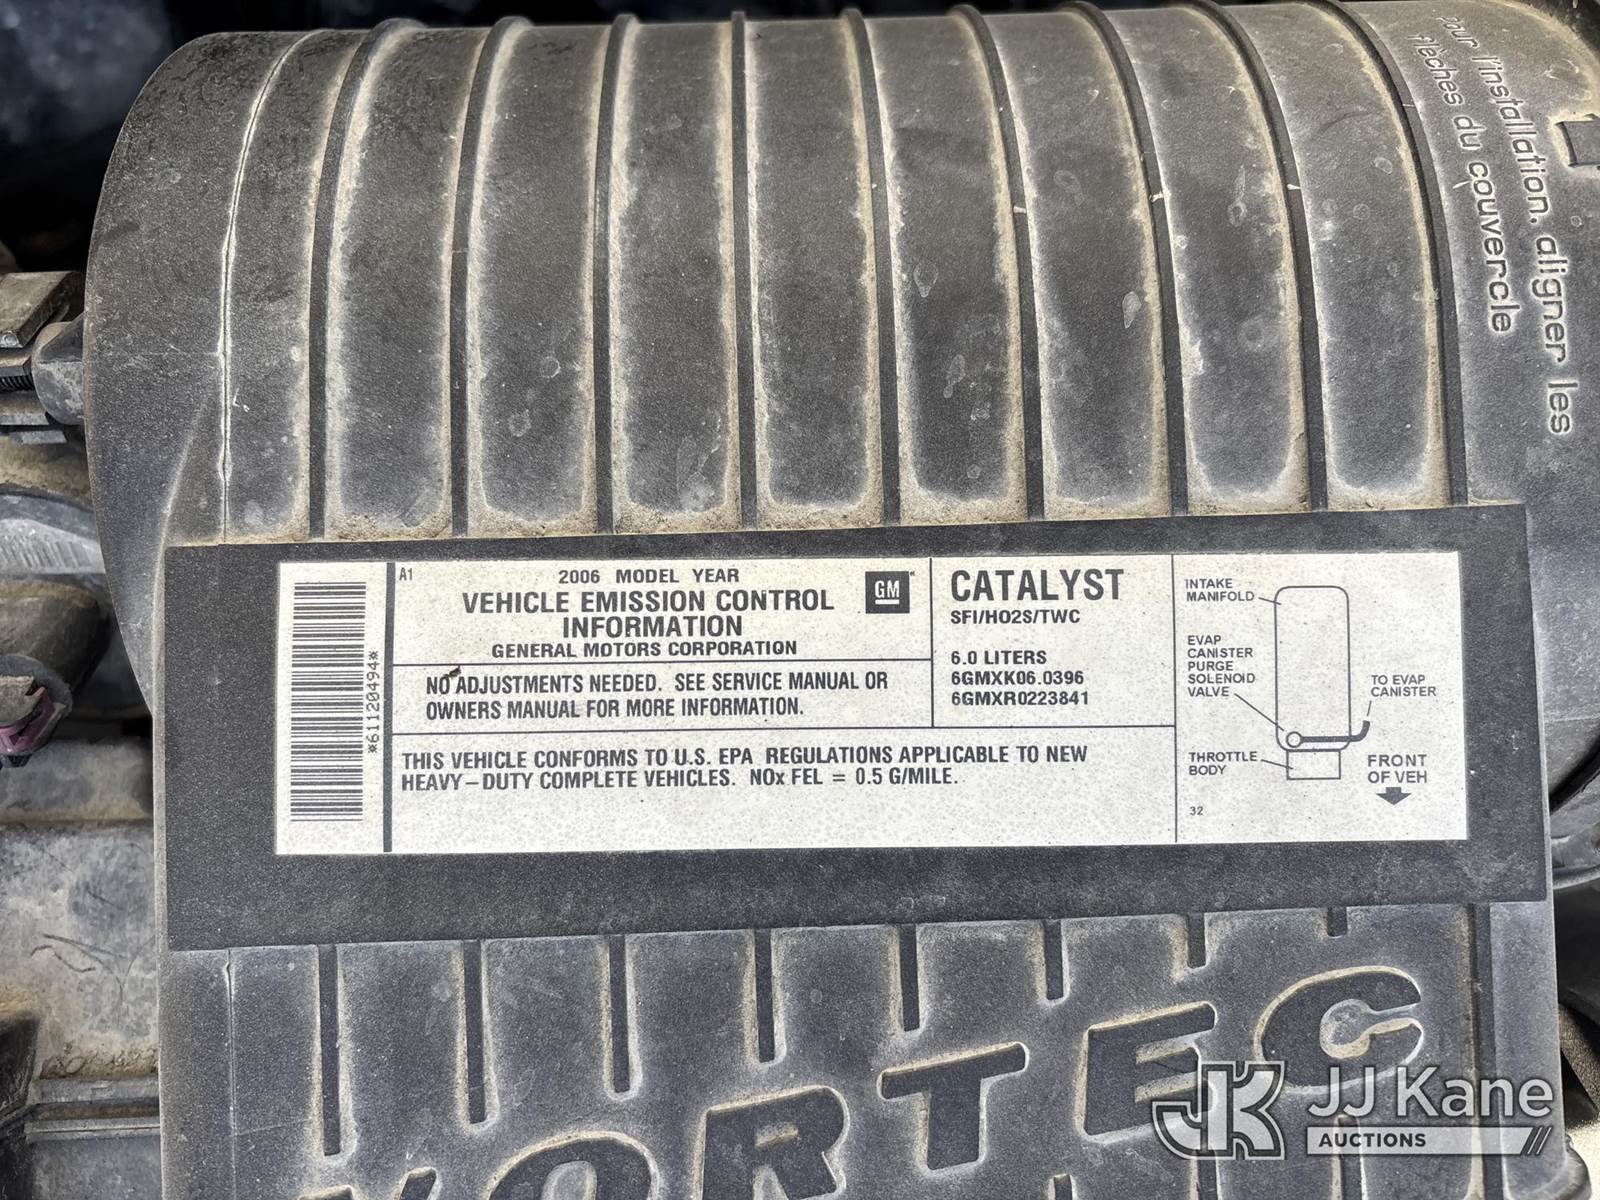 pour l'installation, aligner les
flèches du couvercle
A1
2006 MODEL YEAR
VEHICLE EMISSION CONTROL
INFORMATION
GENERAL MOTORS CORPORATION
GM
NO ADJUSTMENTS NEEDED. SEE SERVICE MANUAL OR
OWNERS MANUAL FOR MORE INFORMATION.
THIS VEHICLE CONFORMS TO U.S. EPA REGULATIONS APPLICABLE TO NEW
HEAVY-DUTY COMPLETE VEHICLES. NOx FEL = 0.5 G/MILE.
*61120494*
CATALYST
SFI/HO2S/TWC
6.0 LITERS
6GMXK06.0396
6GMXR0223841
INTAKE
MANIFOLD
EVAP
CANISTER
PURGE
SOLENOID
VALVE
TO EVAP
CANISTER
THROTTLE
BODY
FRONT
OF VEH
32
VORTEC
JK JJ Kane
AUCTIONS